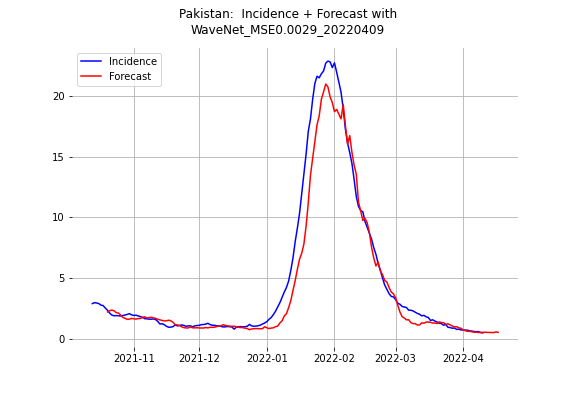 Pakistan:  Incidence + Forecast with
WaveNet_MSE0.0029_20220409
Incidence
Forecast
20
15
10
5
0
2021-11 2021-12 2022-01 2022-02 2022-03 2022-04